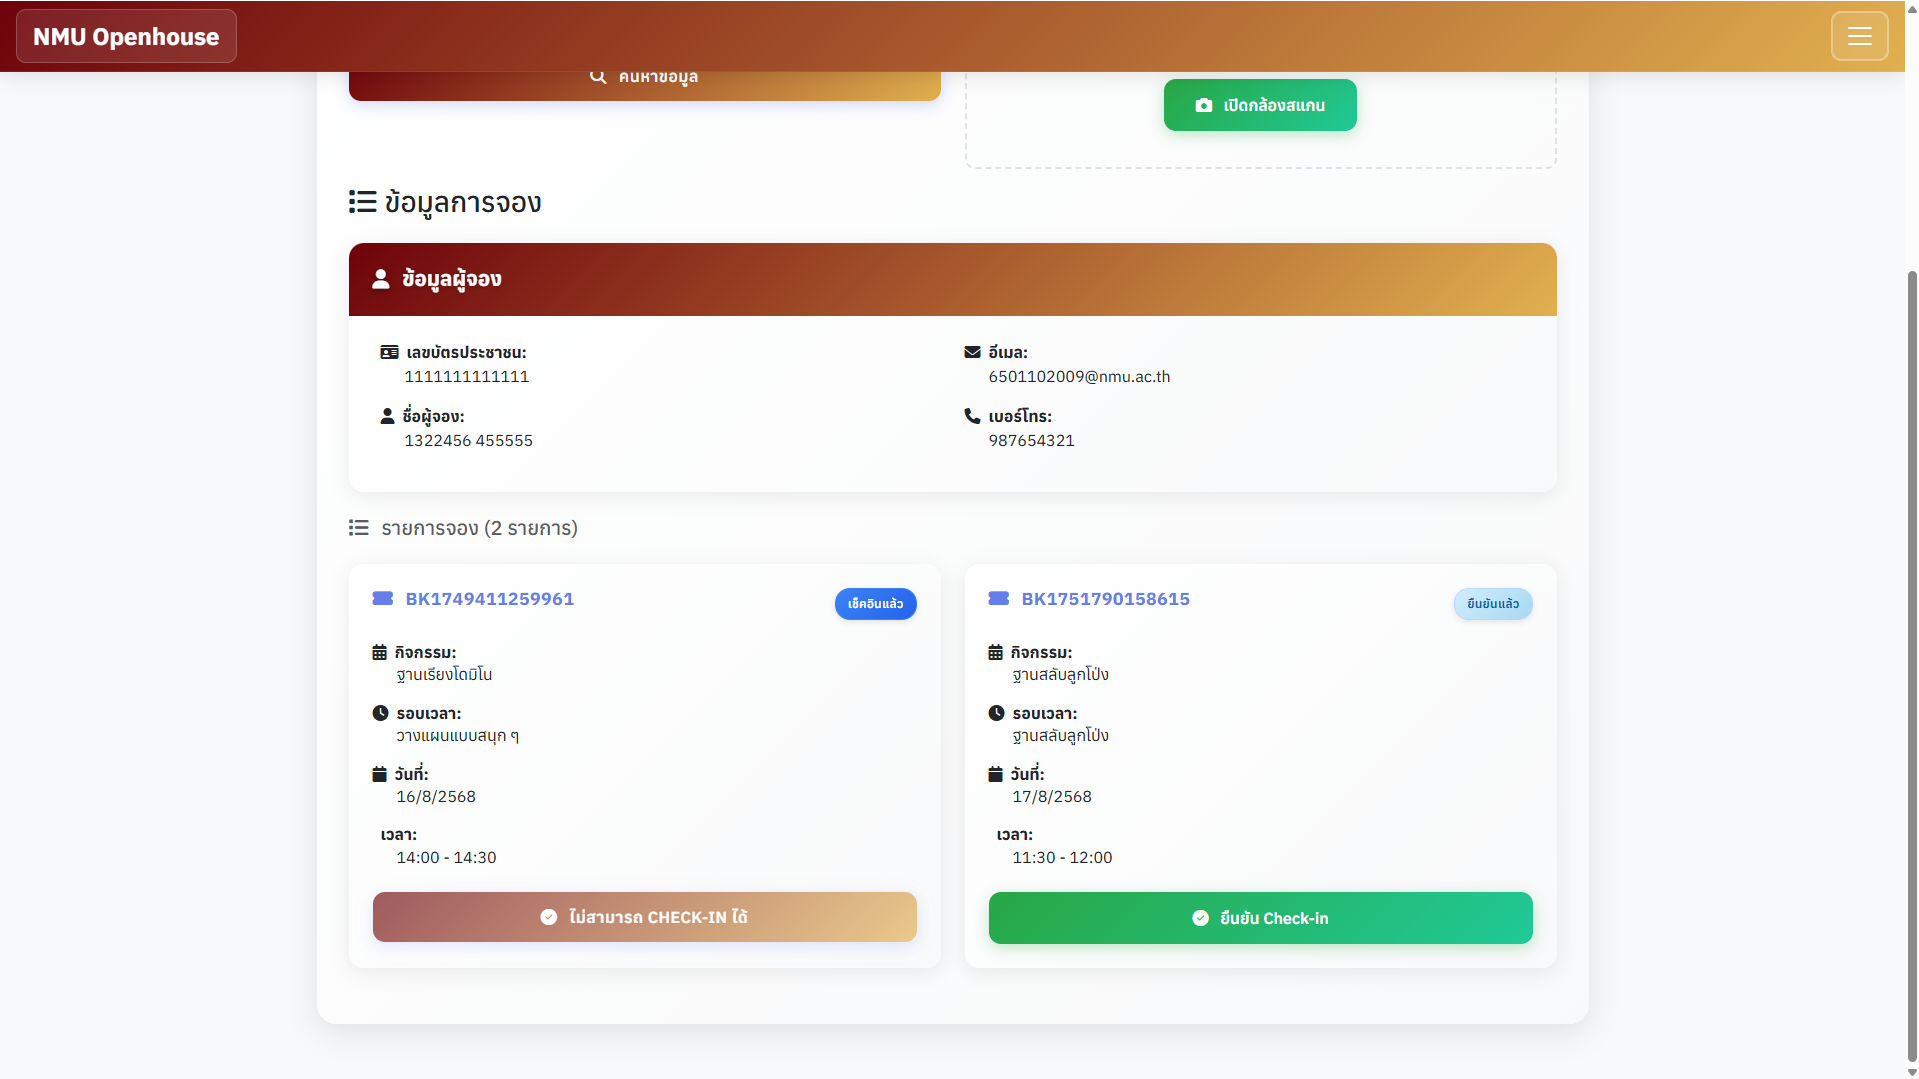 NMU Openhouse
ค้นหาข้อมูล
เปิดกล้องสแกน
ข้อมูลการจอง
ข้อมูลผู้จอง
เลขบัตรประชาชน:
1111111111111
อีเมล:
6501102009@nmu.ac.th
ชื่อผู้จอง:
1322456 455555
เบอร์โทร:
987654321
รายการจอง (2 รายการ)
BK1749411259961
เช็คอินแล้ว
กิจกรรม:
ฐานเรียงโดมิโน
รอบเวลา:
วางแผนแบบสนุก ๆ
วันที่:
16/8/2568
เวลา:
14:00 - 14:30
ไม่สามารถ CHECK-IN ได้
BK1751790158615
ยืนยันแล้ว
กิจกรรม:
ฐานสลับลูกโป่ง
รอบเวลา:
ฐานสลับลูกโป่ง
วันที่:
17/8/2568
เวลา:
11:30 - 12:00
ยืนยัน Check-in